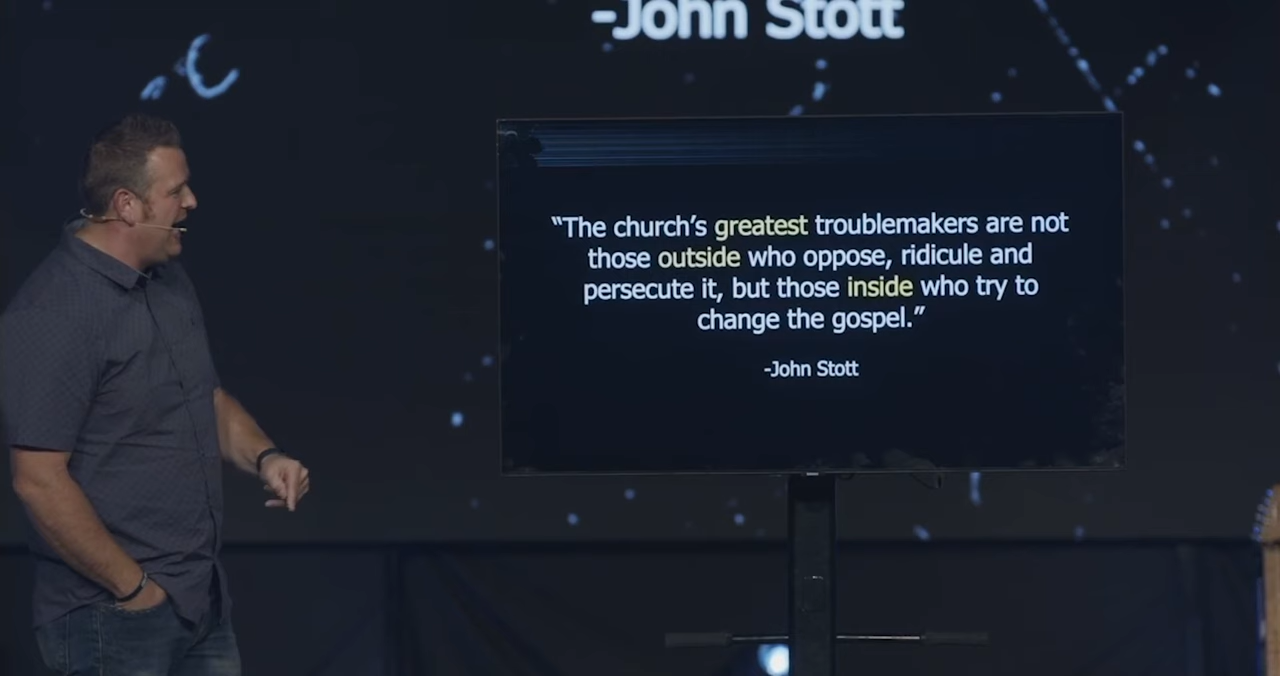 -John Stott
“The church’s greatest troublemakers are not
those outside who oppose, ridicule and
persecute it, but those inside who try to
change the gospel.”
-John Stott